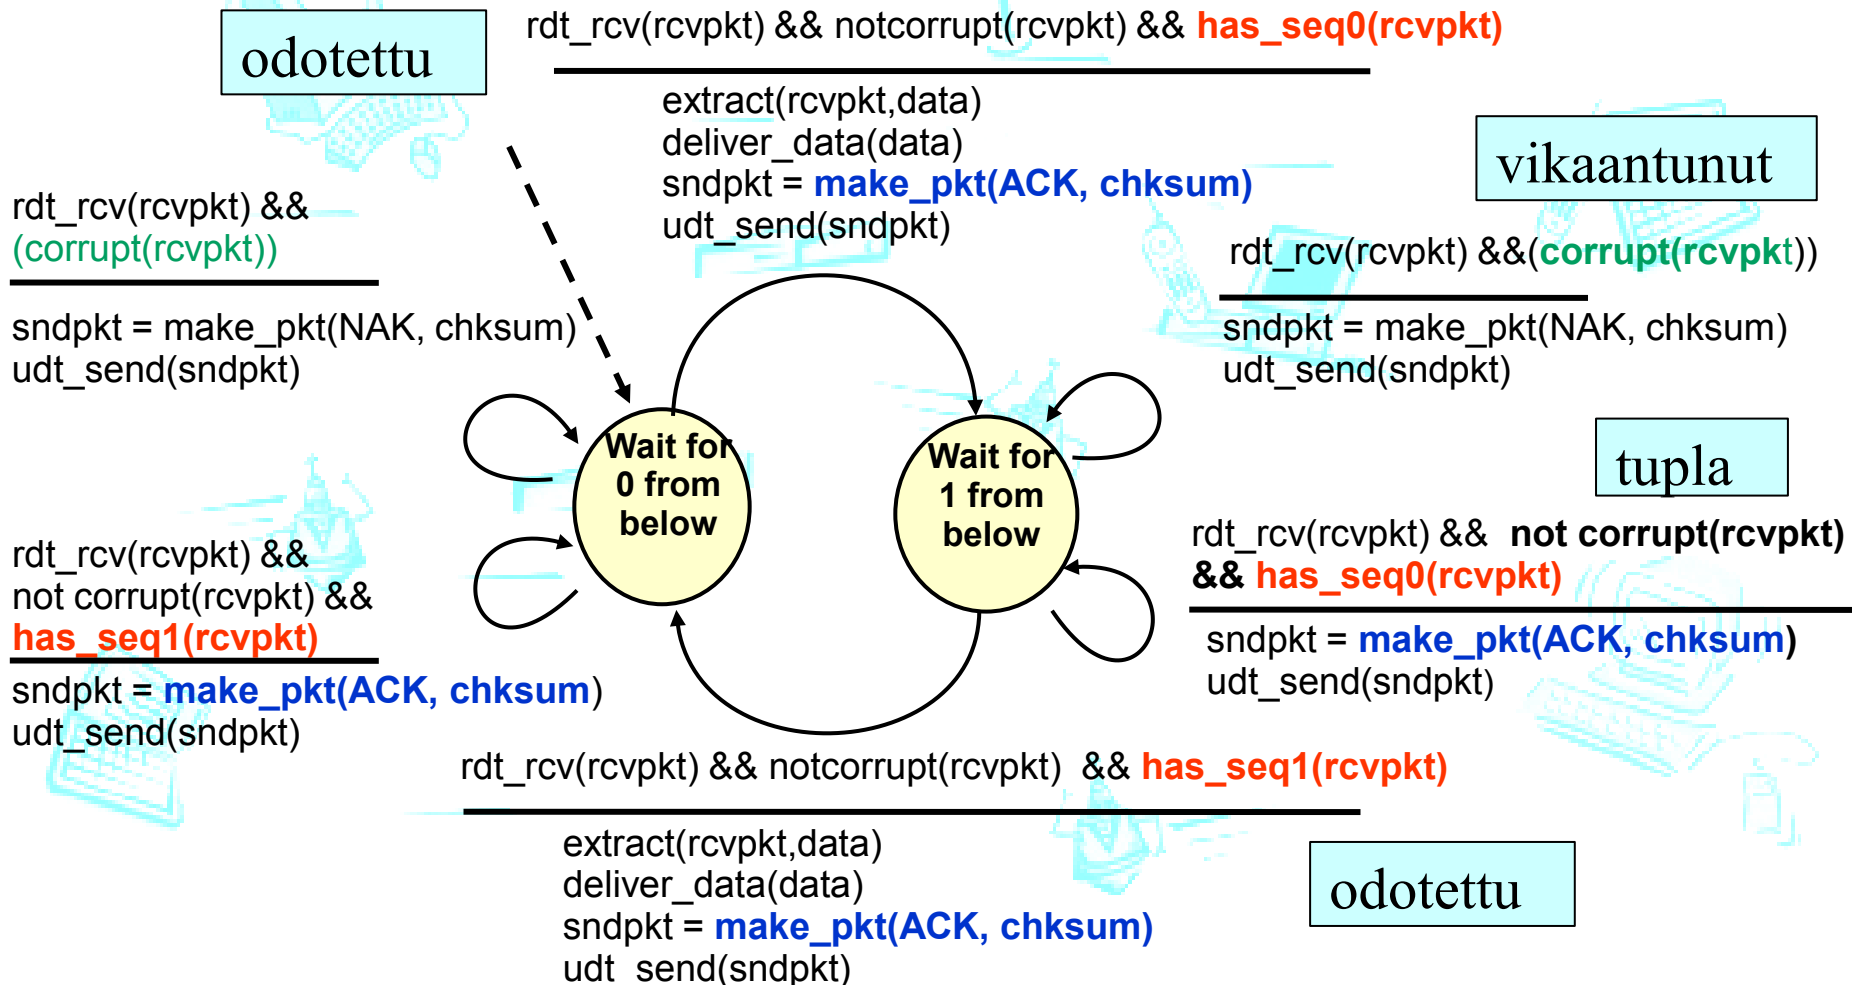 odotettu
rdt_rcv(rcvpkt) && notcorrupt(rcvpkt) && has_seq0(rcvpkt)
extract(rcvpkt,data)
deliver_data(data)
sndpkt = make_pkt(ACK, chksum)
udt_send(sndpkt)
vikaantunut
rdt_rcv(rcvpkt) &&(corrupt(rcvpkt))
sndpkt = make_pkt(NAK, chksum)
udt_send(sndpkt)
rdt_rcv(rcvpkt) &&
(corrupt(rcvpkt))
sndpkt = make_pkt(NAK, chksum)
udt_send(sndpkt)
Wait for
0 from
below
Wait for
1 from
below
tupla
rdt_rcv(rcvpkt) && not corrupt(rcvpkt)
&& has_seq0(rcvpkt)
sndpkt = make_pkt(ACK, chksum)
udt_send(sndpkt)
rdt_rcv(rcvpkt) &&
not corrupt(rcvpkt) &&
has_seq1(rcvpkt)
sndpkt = make_pkt(ACK, chksum)
udt_send(sndpkt)
rdt_rcv(rcvpkt) && notcorrupt(rcvpkt) && has_seq1(rcvpkt)
extract(rcvpkt,data)
deliver_data(data)
sndpkt = make_pkt(ACK, chksum)
udt_send(sndpkt)
odotettu